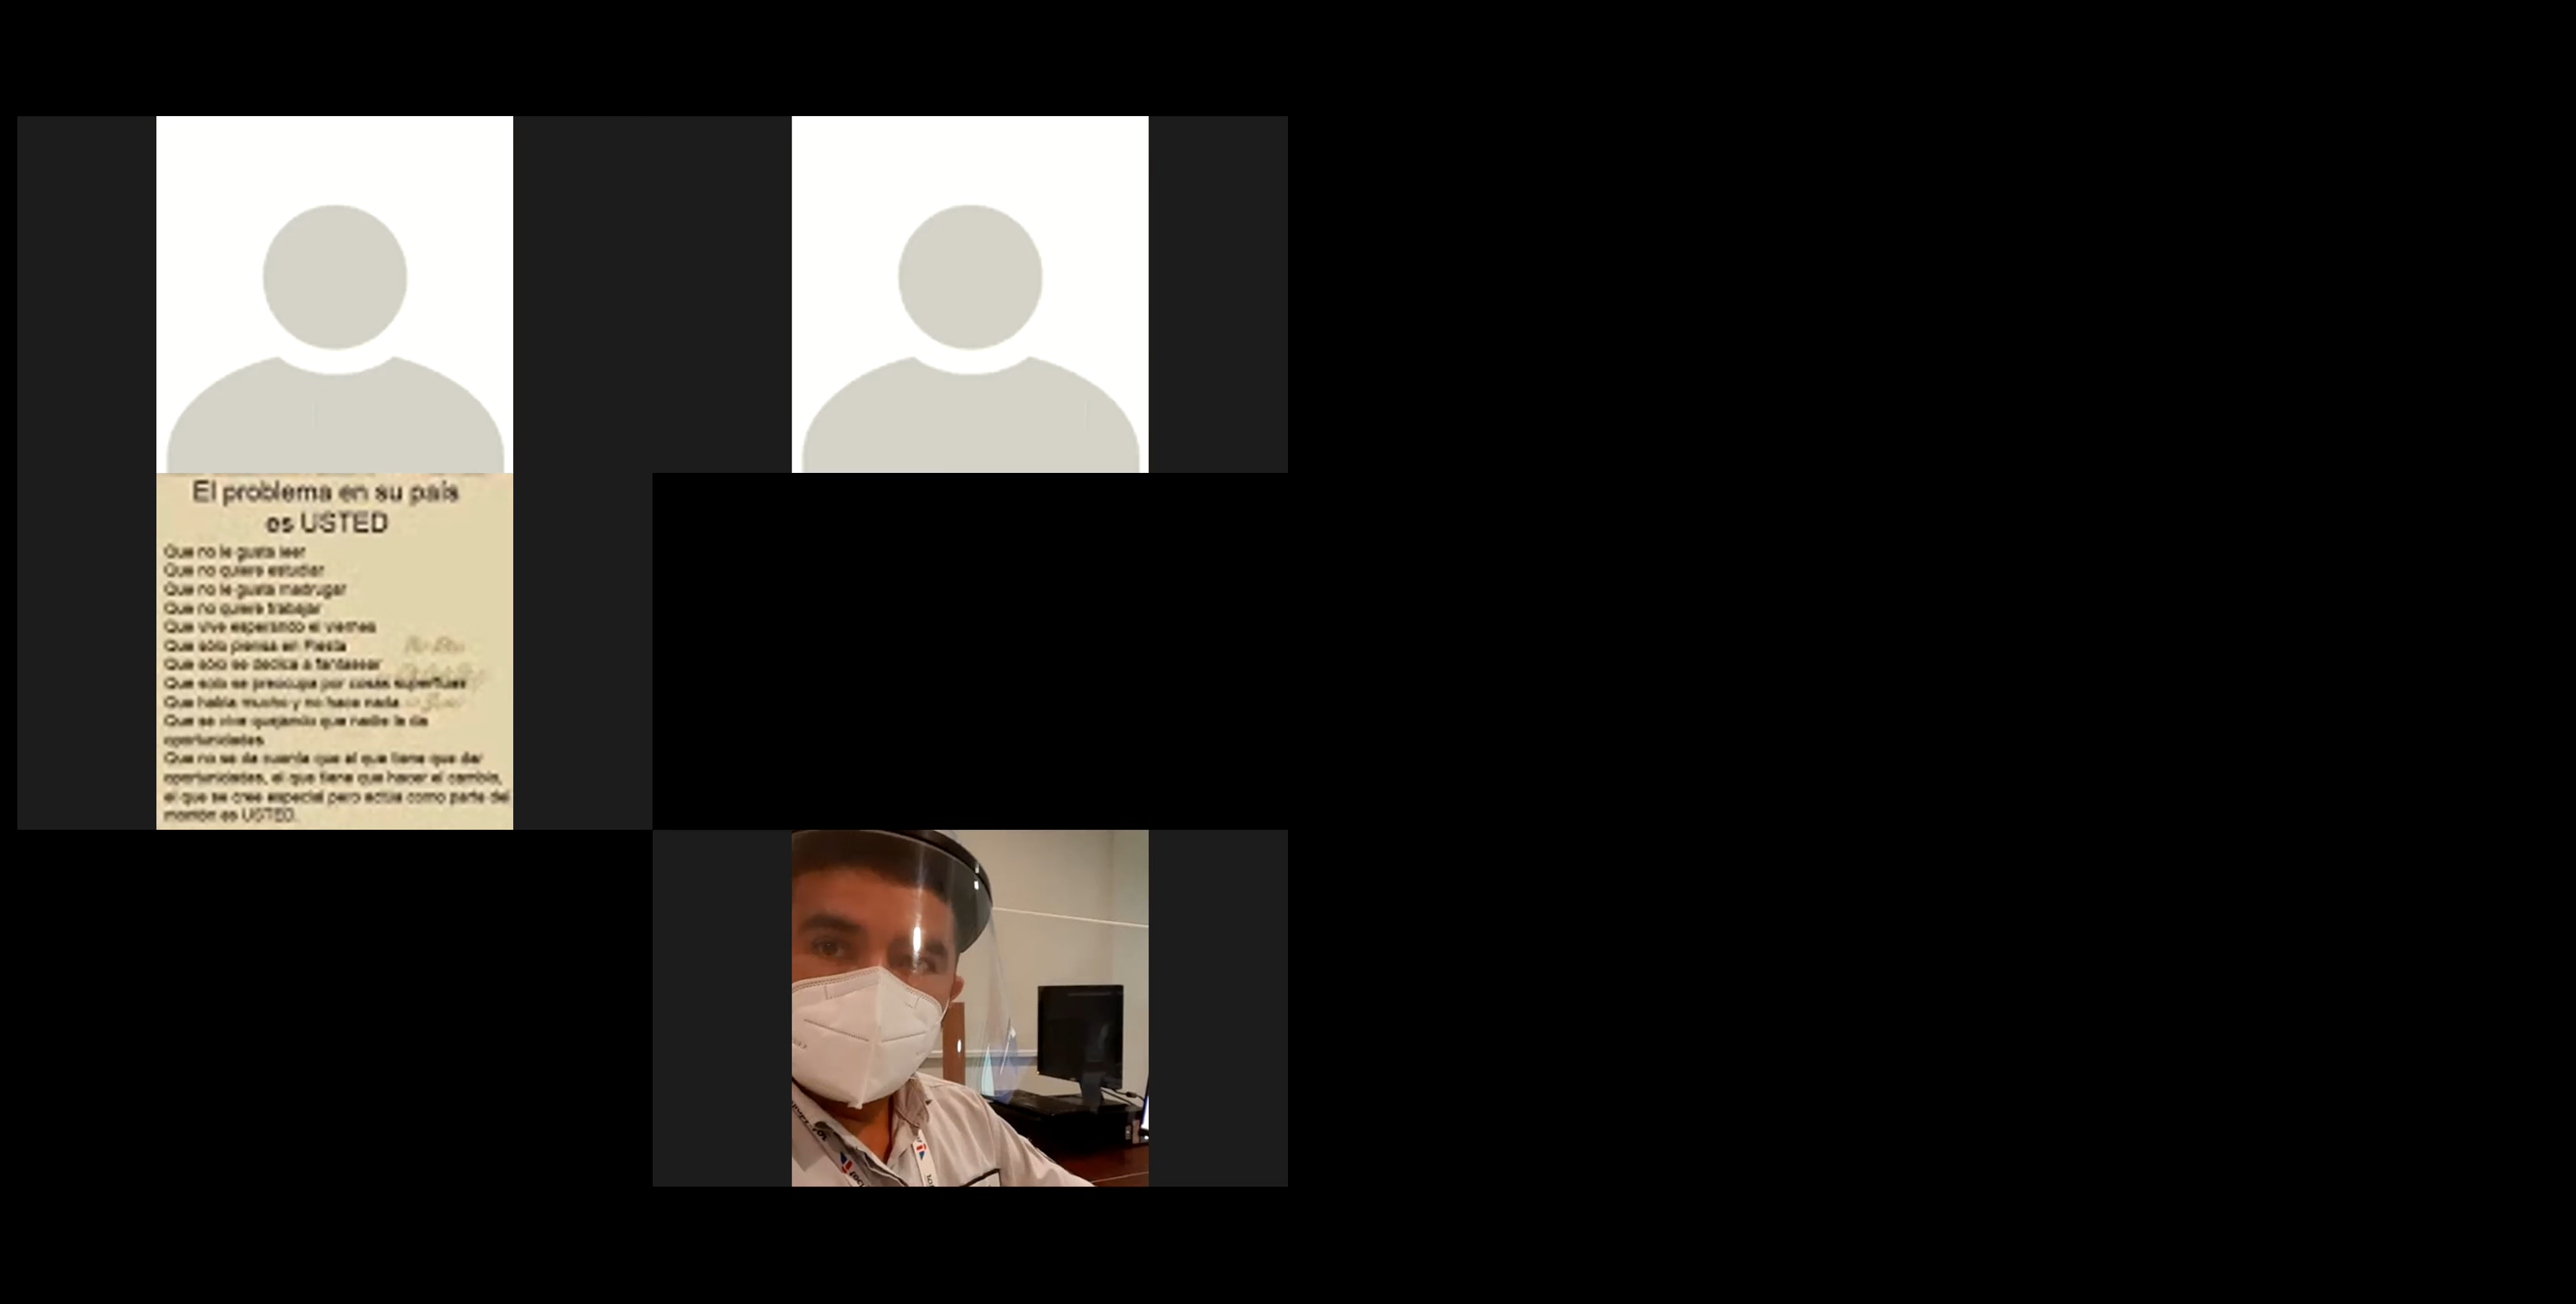 El problema en su país
es USTED
Que no le gusta leer
Que no quiere estudiar
Que no le gusta madrugar
Que no quiere trabajar
Que vive esperando el viernes
Que sólo piensa en Fiesta
Que sólo se dedica a fantasear
Que solo se preocupa por cosas superfluas
Que habla mucho y no hace nada
Que se vive quejando que nadie le da
oportunidades
Que no se da cuenta que el que tiene que dar
oportunidades, el que tiene que hacer el cambio,
el que se cree especial pero actúa como parte del
montón es USTED.